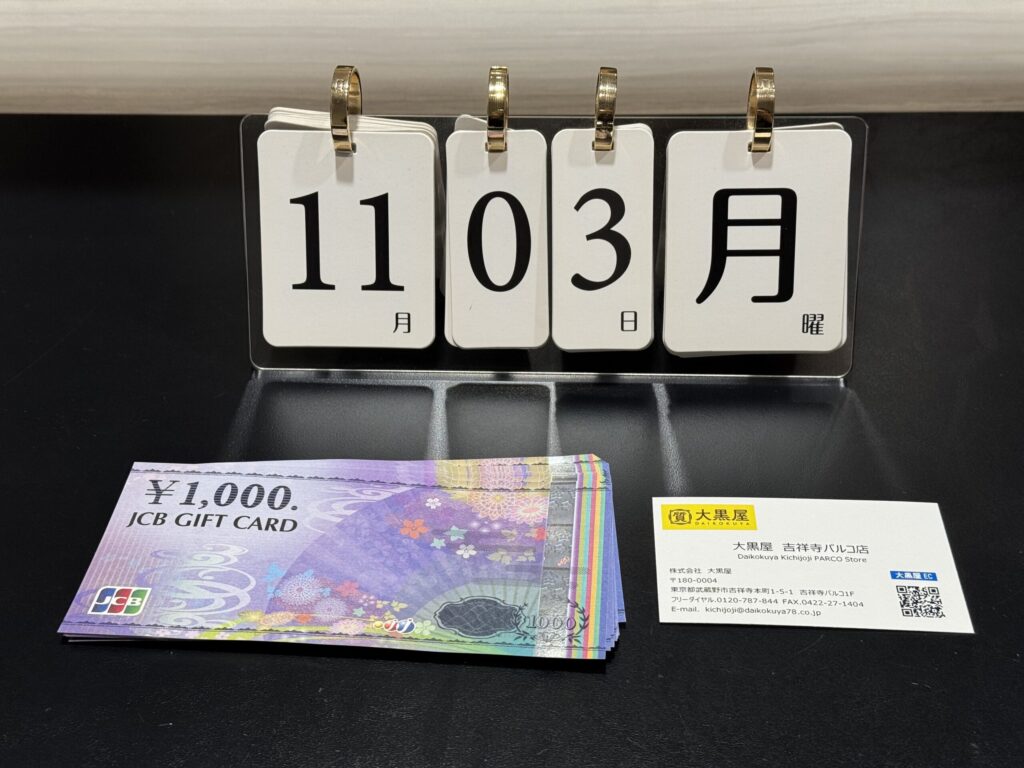 11
月
0
3
日
月
曜
¥1,000.
JCB GIFT CARD
JCB
1000
質 大黒屋
DAIKOKUYA
大黒屋 吉祥寺パルコ店
Daikokuya Kichijoji PARCO Store
株式会社 大黒屋
〒180-0004
東京都武蔵野市吉祥寺本町1-5-1 吉祥寺パルコ1F
フリーダイヤル.0120-787-844 FAX.0422-27-1404
E-mail. kichijoji@daikokuya78.co.jp
大黒屋 EC